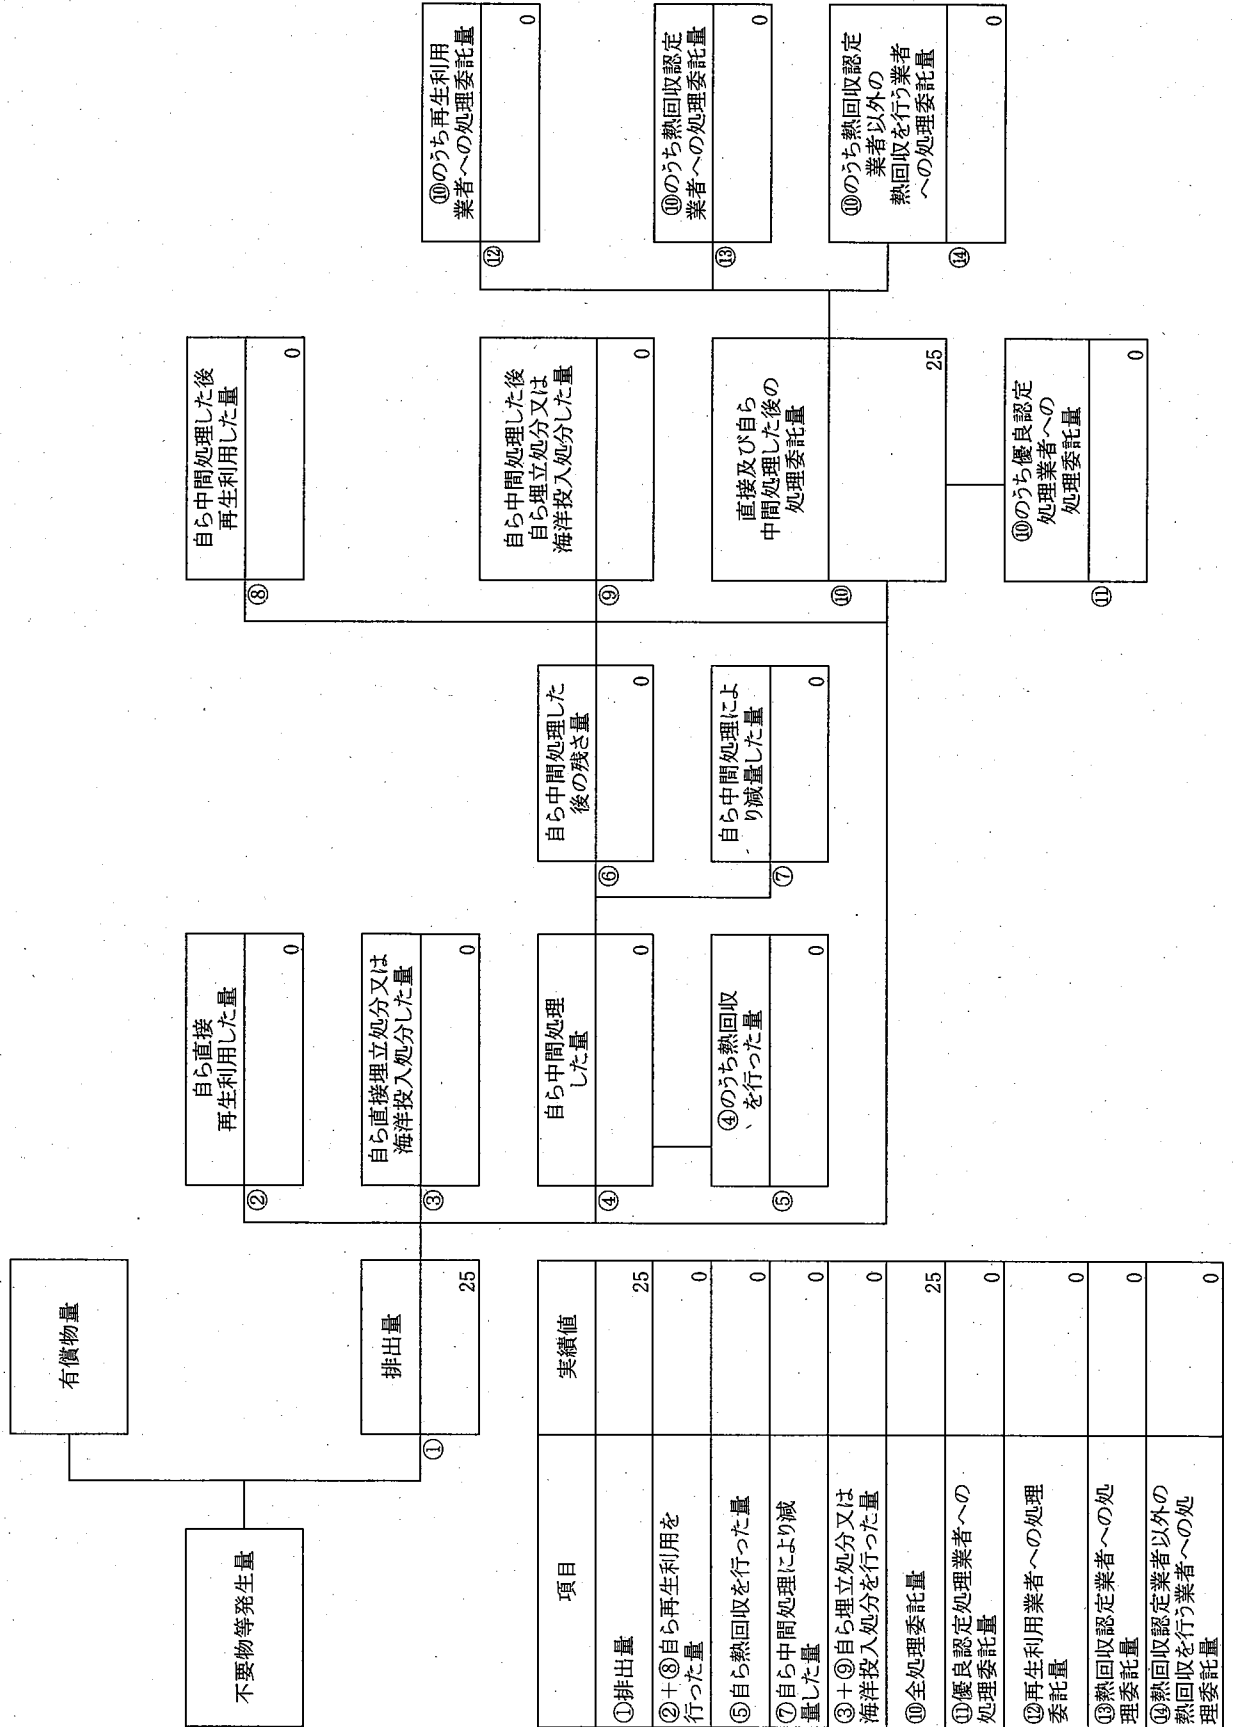 不要物等発生量
有償物量
①
排出量
25
②
自ら直接
再生利用した量
0
③
自ら直接埋立処分又は
海洋投入処分した量
0
④
自ら中間処理
した量
0
⑤
④のうち熱回収
を行った量
0
⑥
自ら中間処理した
後の残さ量
0
⑦
自ら中間処理によ
り減量した量
0
⑧
自ら中間処理した後
再生利用した量
0
⑨
自ら中間処理した後
自ら埋立処分又は
海洋投入処分した量
0
⑩
直接及び自ら
中間処理した後の
処理委託量
25
⑪
⑩のうち優良認定
処理業者への
処理委託量
0
⑫
⑩のうち再生利用
業者への処理委託量
0
⑬
⑩のうち熱回収認定
業者への処理委託量
0
⑭
⑩のうち熱回収認定
業者以外の
熱回収を行う業者
への処理委託量
0
項目
実績値
①排出量
25
②+⑧自ら再生利用を
行った量
0
⑤自ら熱回収を行った量
0
⑦自ら中間処理により減
量した量
0
③+⑨自ら埋立処分又は
海洋投入処分を行った量
0
⑩全処理委託量
25
⑪優良認定処理業者への
処理委託量
0
⑫再生利用業者への処理
委託量
0
⑬熱回収認定業者への処
理委託量
0
⑭熱回収認定業者以外の
熱回収を行う業者への処
理委託量
0